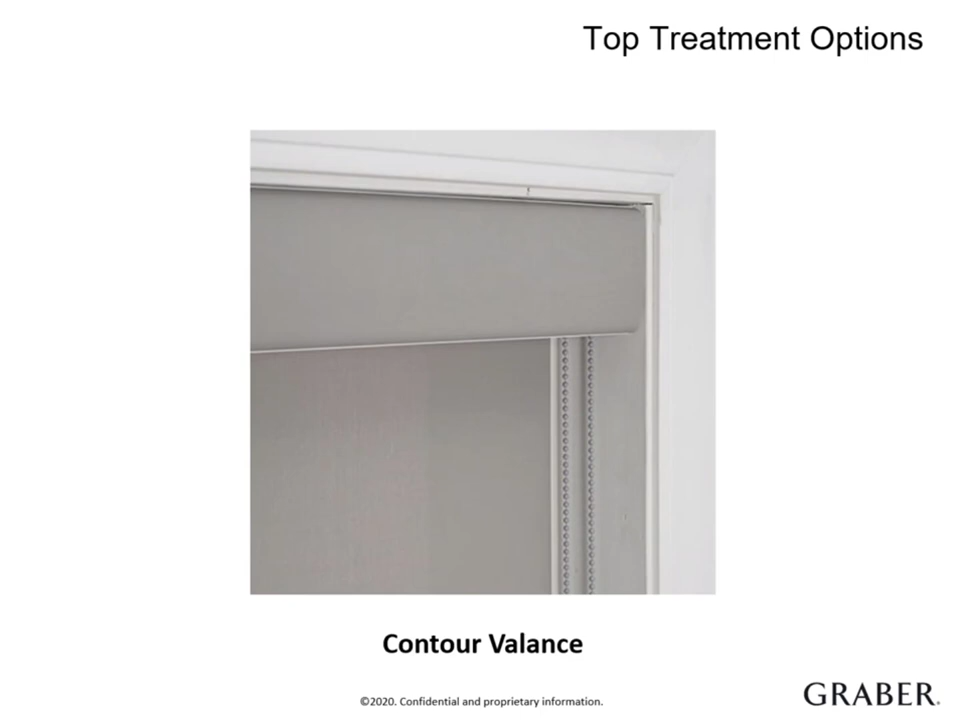 Top Treatment Options
Contour Valance
©2020. Confidential and proprietary information.
GRABER.